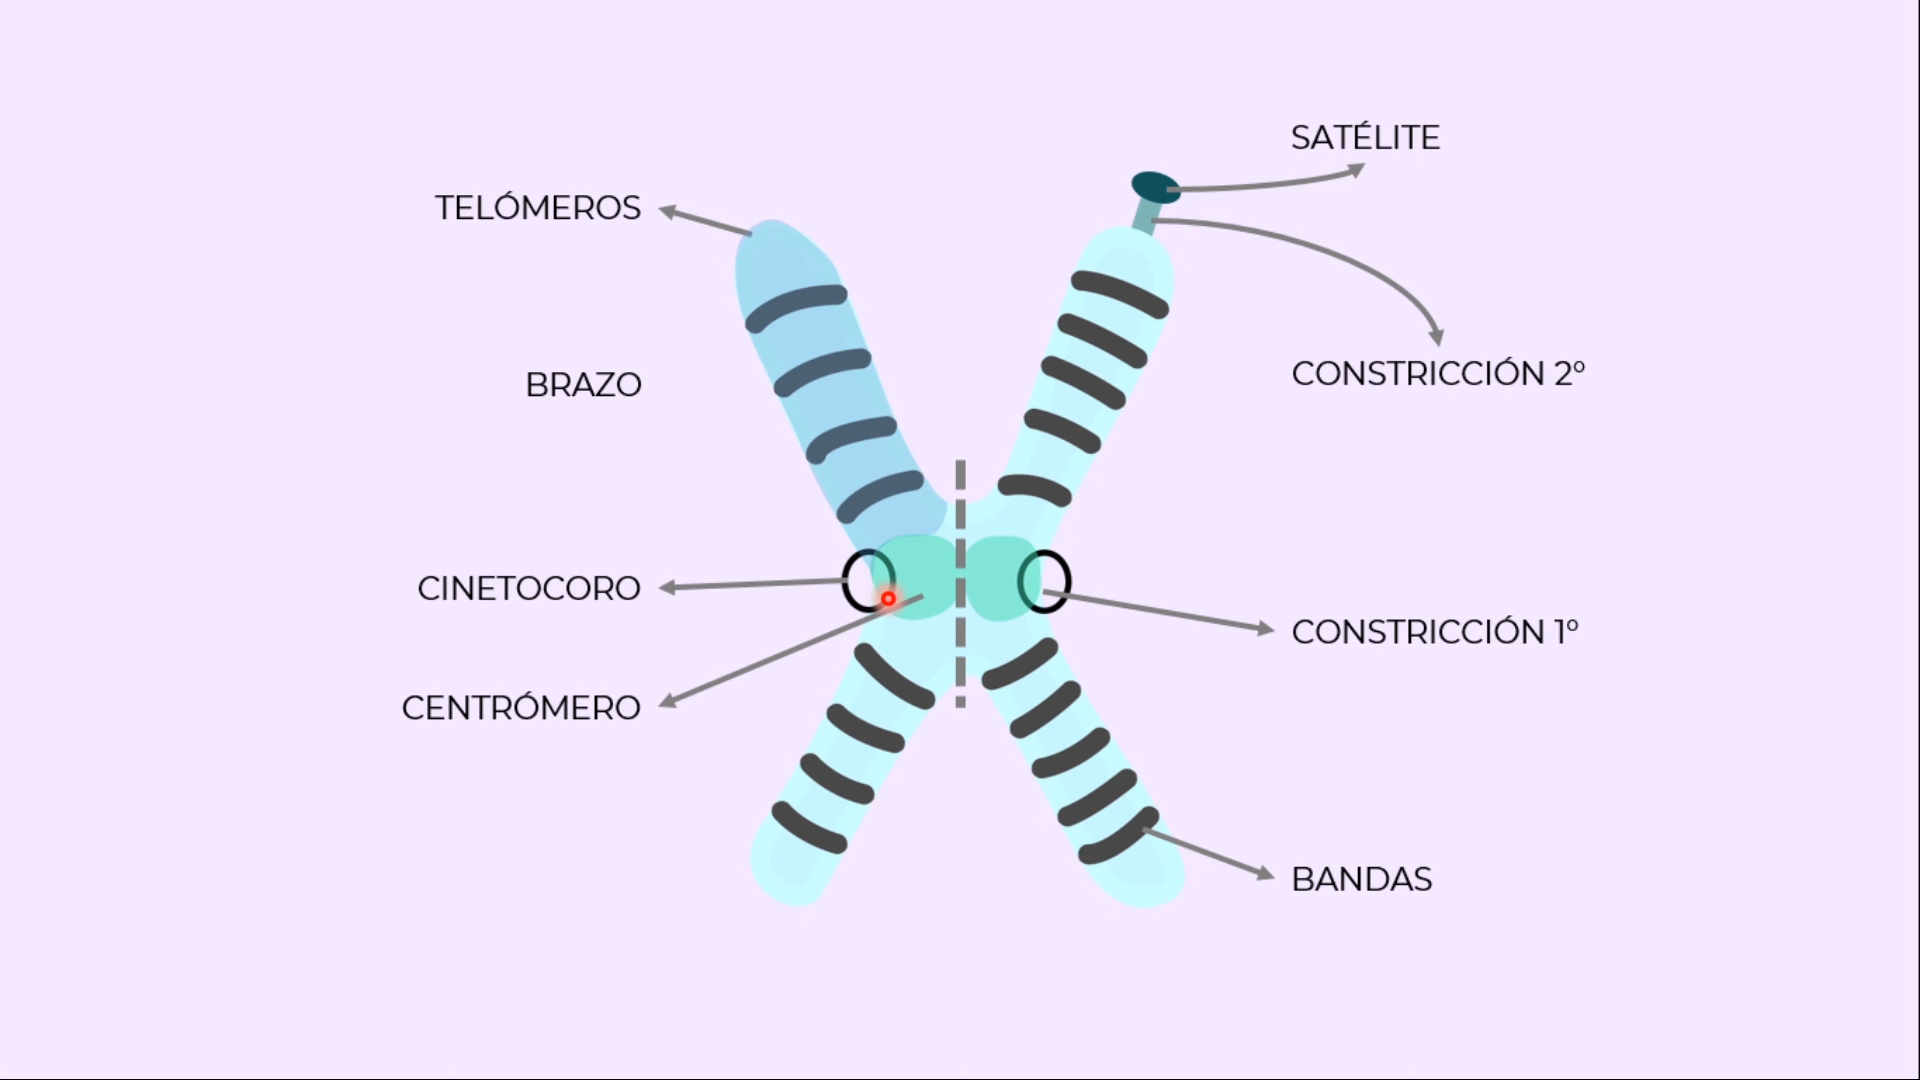 SATÉLITE
TELÓMEROS
CONSTRICCIÓN 2º
BRAZO
CINETOCORO
CONSTRICCIÓN 1º
CENTRÓMERO
BANDAS